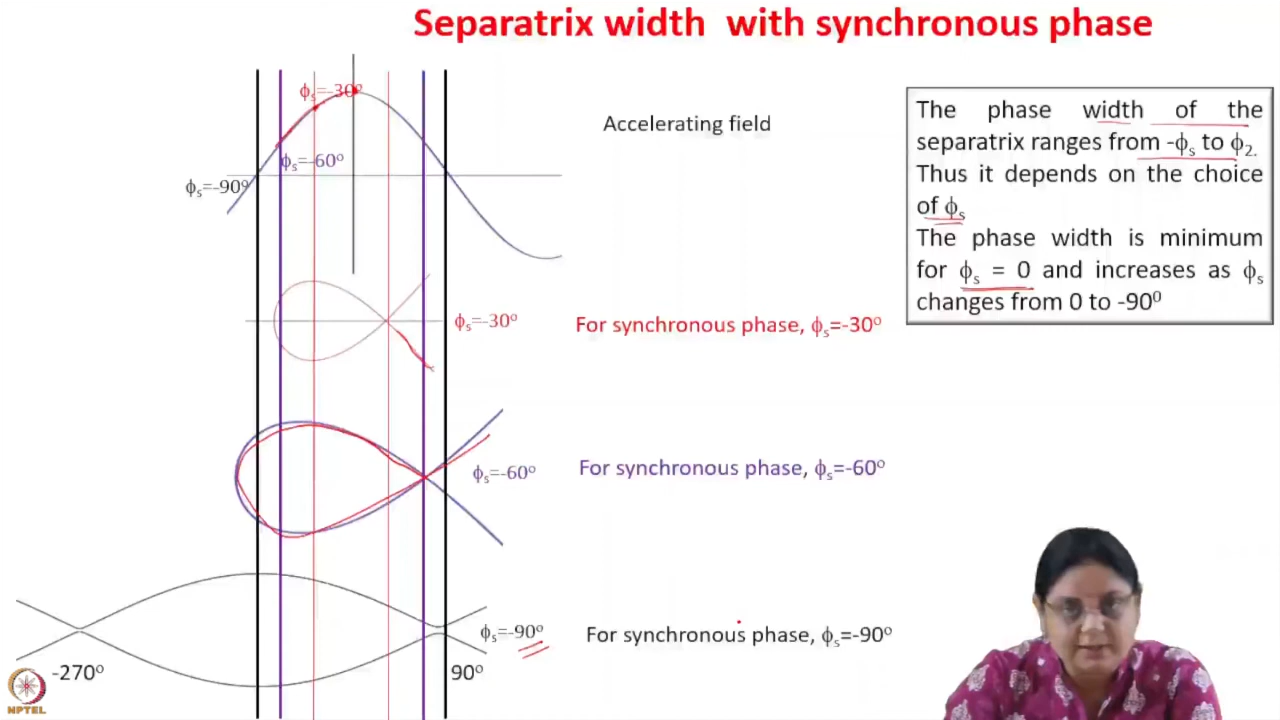 Separatrix width with synchronous phase
ϕs=-30°
ϕs=-60°
ϕs=-90°
Accelerating field
The phase width of the
separatrix ranges from -ϕs to ϕ2.
Thus it depends on the choice
of ϕs
The phase width is minimum
for ϕs = 0 and increases as ϕs
changes from 0 to -90⁰
ϕs=-30°
For synchronous phase, ϕs=-30°
ϕs=-60°
For synchronous phase, ϕs=-60°
ϕs=-90°
For synchronous phase, ϕs=-90°
-270°
90°
NPTEL